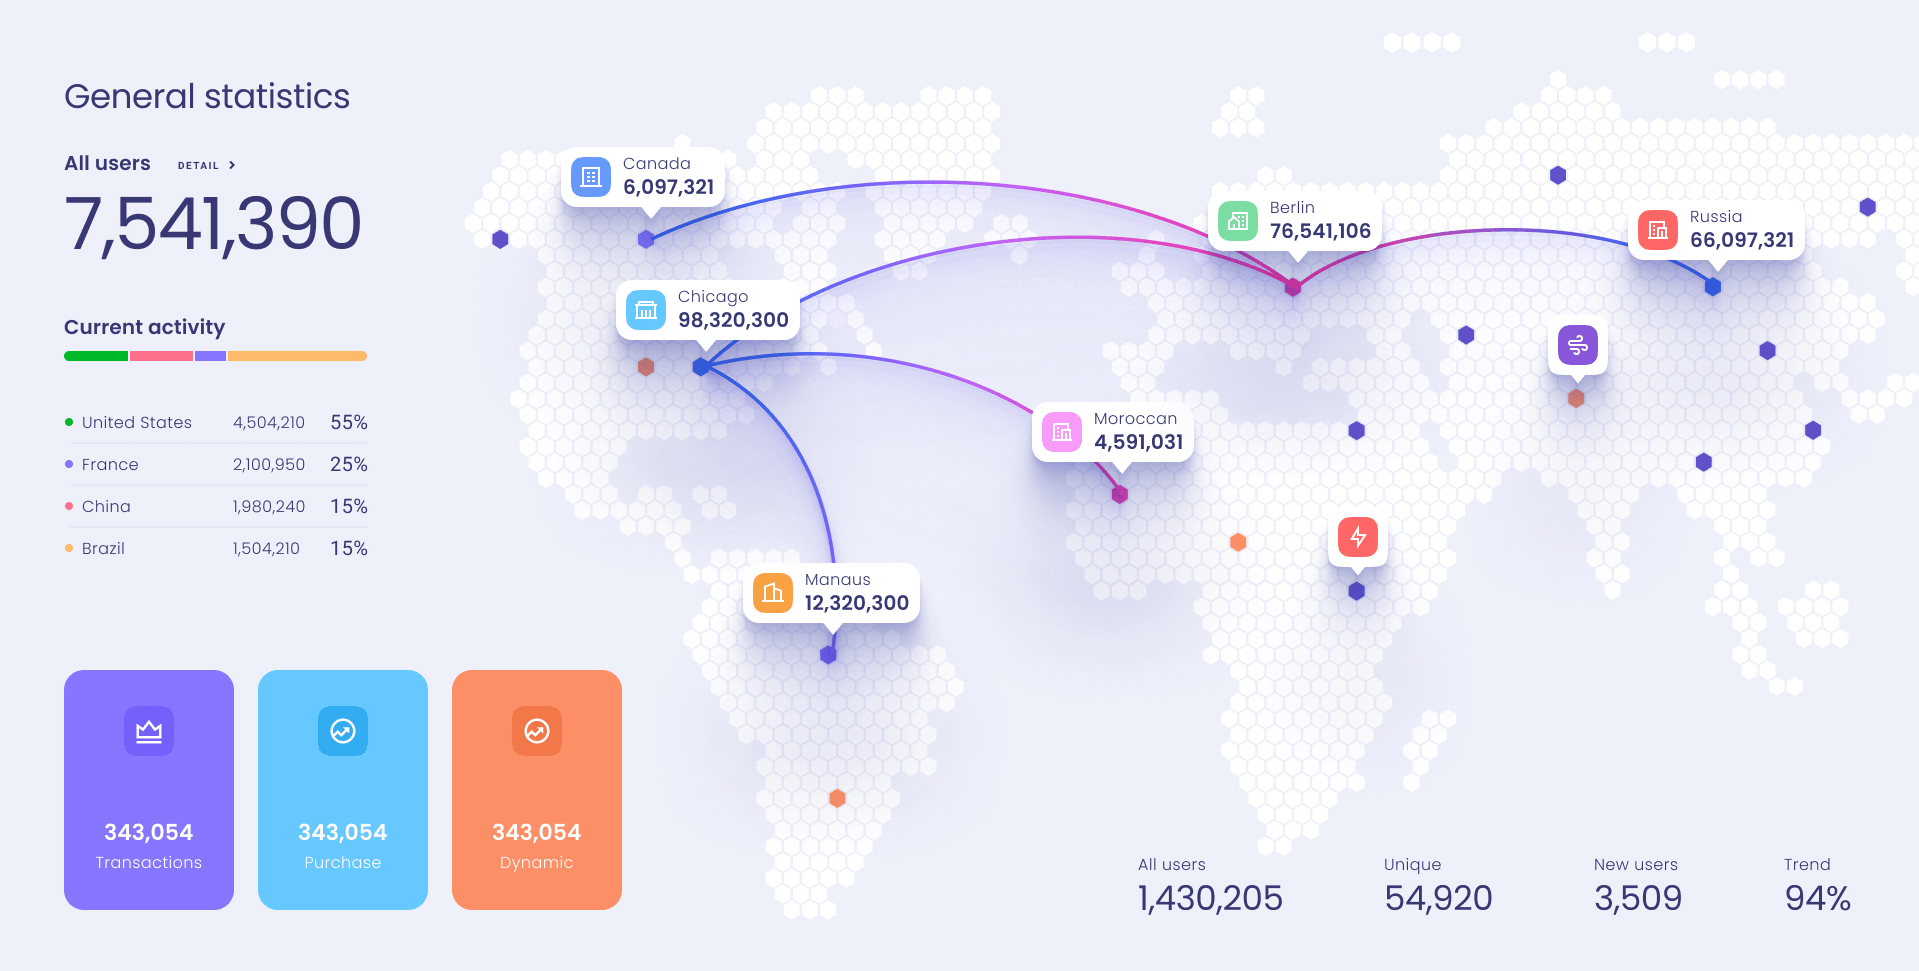 General statistics
All users DETAIL
7,541,390
Current activity
United States 4,504,210 55%
France 2,100,950 25%
China 1,980,240 15%
Brazil 1,504,210 15%
343,054
Transactions
343,054
Purchase
343,054
Dynamic
Canada
6,097,321
Chicago
98,320,300
Berlin
76,541,106
Russia
66,097,321
Moroccan
4,591,031
Manaus
12,320,300
All users
1,430,205
Unique
54,920
New users
3,509
Trend
94%